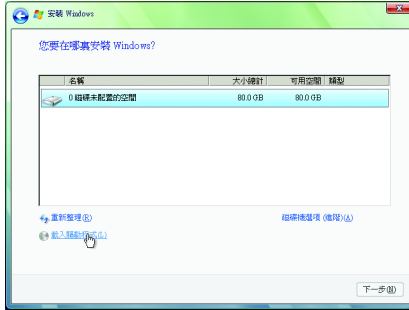 安裝 Windows
您要在哪裏安裝 Windows?
名稱 大小總計 可用空間 類型
0 磁碟未配置的空間 80.0 GB 80.0 GB
重新整理(R) 磁碟機選項 (進階)(A)
載入驅動程式(L)
下一步(N)